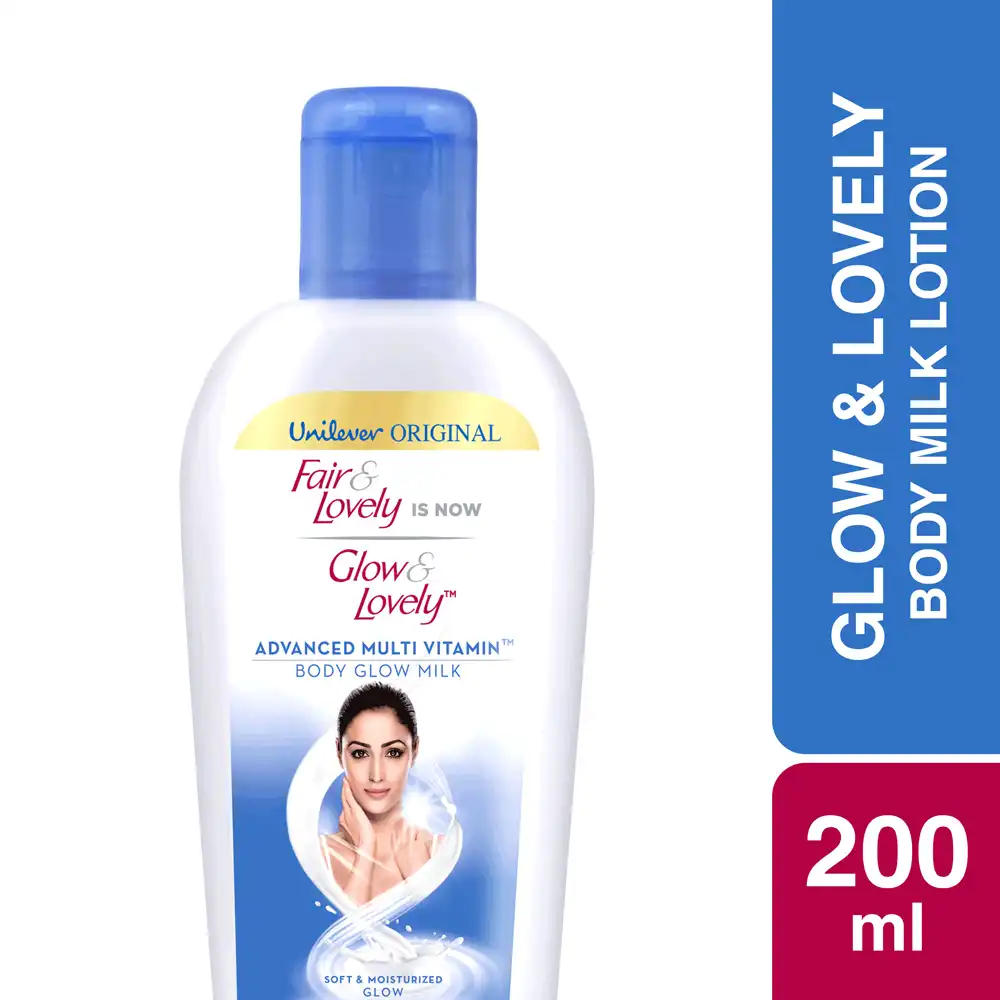 Unilever ORIGINAL
Fair &
Lovely IS NOW
Glow &
Lovely™
ADVANCED MULTI VITAMIN™
BODY GLOW MILK
SOFT & MOISTURIZED
GLOW
GLOW & LOVELY
BODY MILK LOTION
200
ml